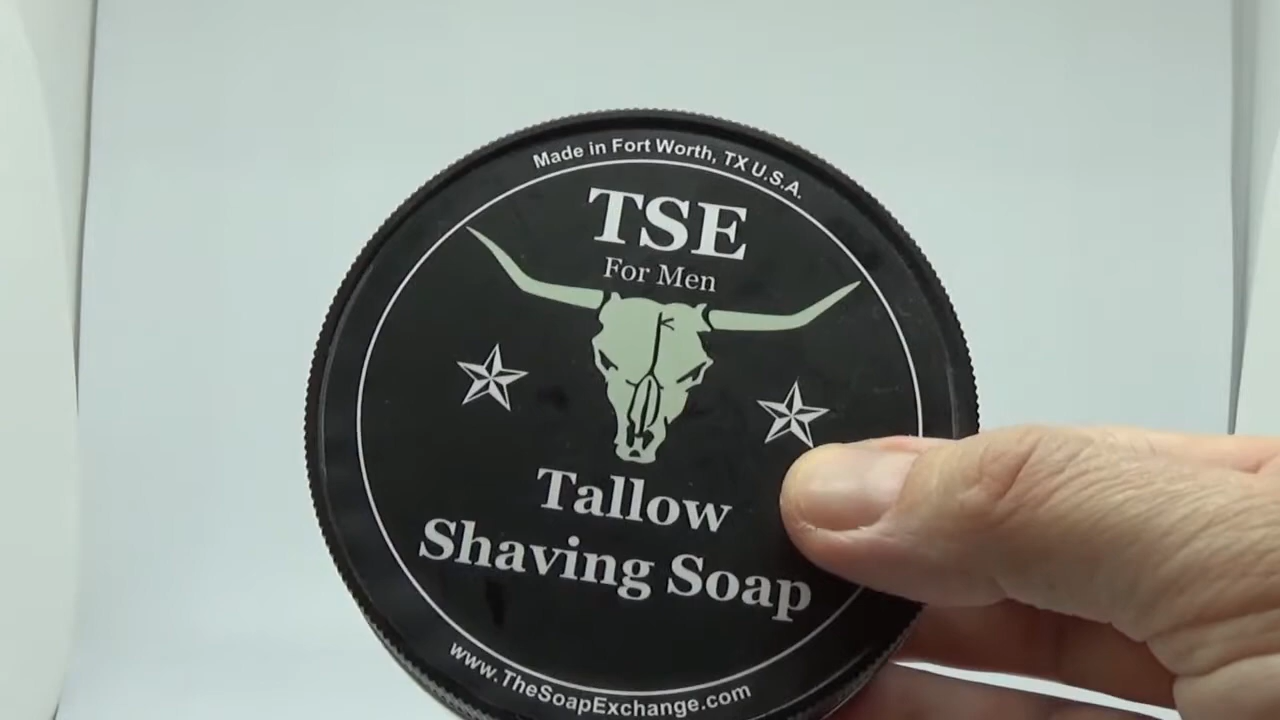 Made in Fort Worth, TX U.S.A.
TSE
For Men
Tallow
Shaving Soap
www.TheSoapExchange.com